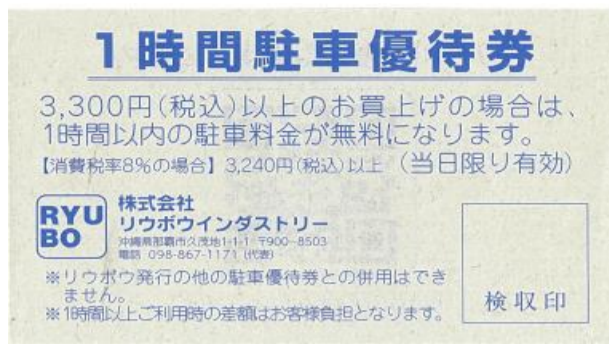 1時間駐車優待券
3,300円(税込)以上のお買上げの場合は、
1時間以内の駐車料金が無料になります。
【消費税率8%の場合】3,240円(税込)以上 (当日限り有効)
RYU
BO
株式会社
リウボウインダストリー
沖縄県那覇市久茂地1-1-1 〒900-8503
電話 098-867-1171 (代表)
※リウボウ発行の他の駐車優待券との併用はでき
ません。
※1時間以上ご利用時の差額はお客様負担となります。
検収印